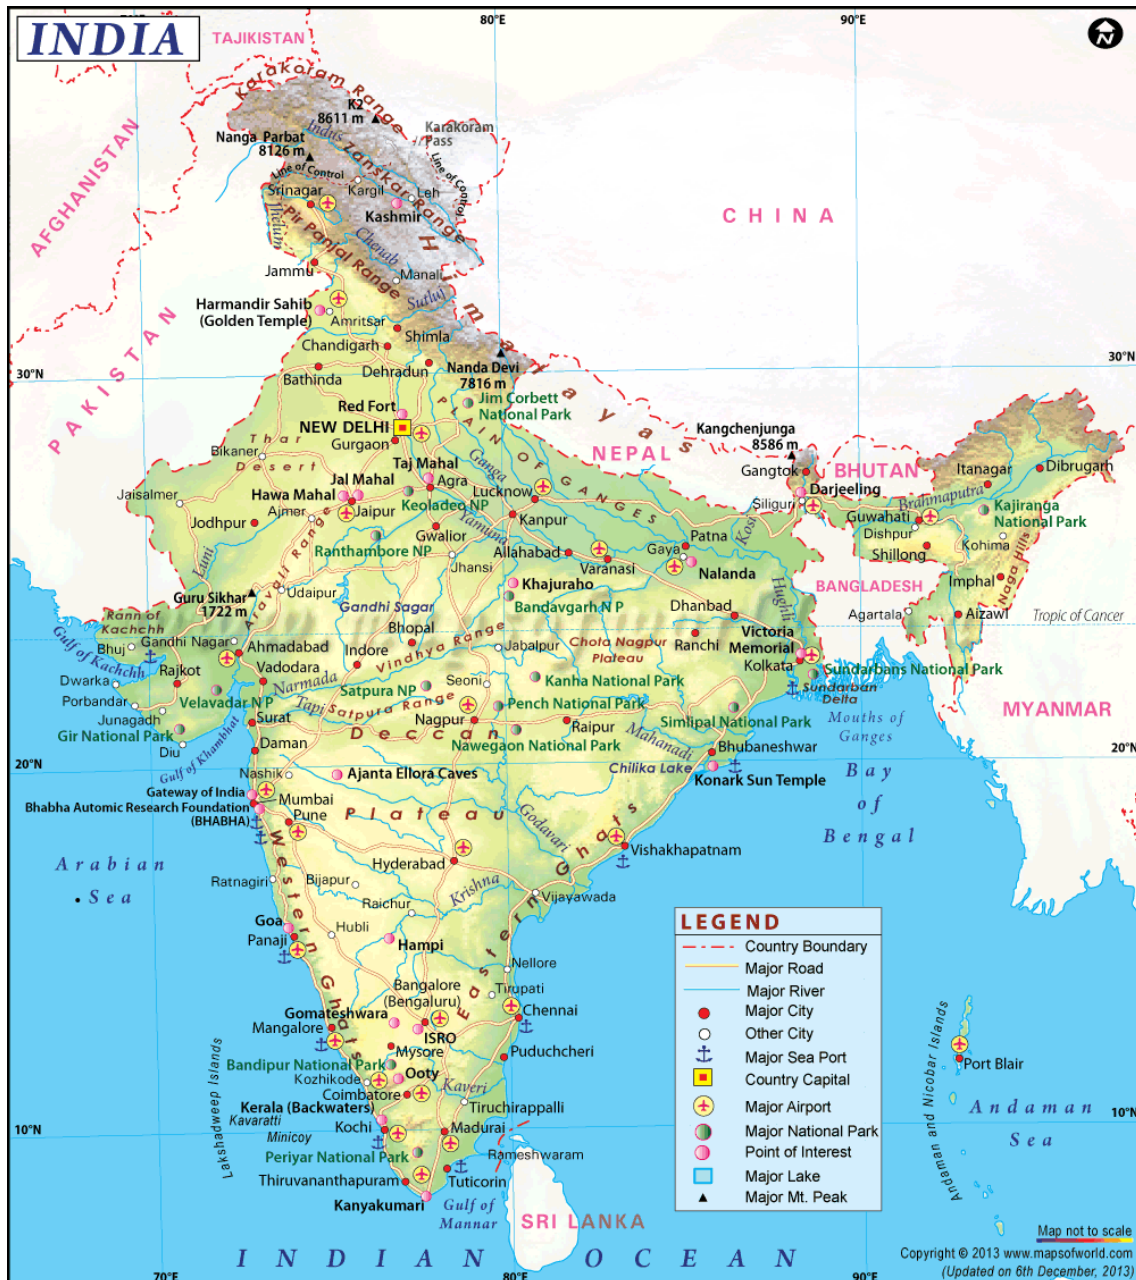 INDIA
80°E
90°E
N
TAJIKISTAN
Karakoram Range
K2
8611 m
Karakoram
Pass
Nanga Parbat
8126 m
Indus
Zanskar Range
Line of Control
Line of Control
AFGHANISTAN
Srinagar
Kargil
Leh
Kashmir
Jhelum
Pir Panjal Range
Chenab
Himalayas
CHINA
Jammu
Manali
Sutluj
Harmandir Sahib
(Golden Temple)
Amritsar
Shimla
Chandigarh
PAKISTAN
30°N
30°N
Bathinda
Dehradun
Nanda Devi
7816 m
Jim Corbett
National Park
Red Fort
NEW DELHI
Gurgaon
PLAIN OF GANGES
Thar
Desert
Bikaner
Taj Mahal
Ganga
NEPAL
Kangchenjunga
8586 m
Gangtok
BHUTAN
Itanagar
Dibrugarh
Jaisalmer
Hawa Mahal
Jal Mahal
Agra
Lucknow
Darjeeling
Siliguri
Brahmaputra
Kajiranga
National Park
Ajmer
Jaipur
Keoladeo NP
Jodhpur
Kanpur
Yamuna
Kosi
Guwahati
Dispur
Gwalior
Ranthambore NP
Allahabad
Varanasi
Gaya
Patna
Shillong
Kohima
Jhansi
Luni
Aravali Range
Nalanda
Naga Hills
Imphal
BANGLADESH
Khajuraho
Bandavgarh N P
Hughli
Guru Sikhar
1722 m
Udaipur
Gandhi Sagar
Dhanbad
Agartala
Aizawl
Tropic of Cancer
Rann of
Kachchh
Gandhi Nagar
Bhopal
Vindhya Range
Jabalpur
Chota Nagpur
Plateau
Ranchi
Victoria
Memorial
Kolkata
Bhuj
Gulf of Kachchh
Ahmadabad
Indore
Sundarbans National Park
Rajkot
Vadodara
Dwarka
Narmada
Satpura NP
Seoni
Kanha National Park
Sundarban
Delta
Porbandar
Velavadar N P
Tapi
Satpura Range
Pench National Park
Simlipal National Park
Mouths of
Ganges
MYANMAR
Junagadh
Surat
Nagpur
Raipur
Gir National Park
Gulf of Khambhat
Deccan
Plateau
Nawegaon National Park
Mahanadi
Bhubaneshwar
Diu
Daman
20°N
20°N
Nashik
Ajanta Ellora Caves
Chilika Lake
Konark Sun Temple
Bay
of
Bengal
Gateway of India
Mumbai
Bhabha Automic Research Foundation
(BHABHA)
Pune
Godavari
Eastern Ghats
Western Ghats
Arabian
Sea
Hyderabad
Vishakhapatnam
Ratnagiri
Bijapur
Krishna
Vijayawada
Raichur
Goa
Panaji
Hubli
Hampi
Nellore
Bangalore
(Bengaluru)
Tirupati
Gomateshwara
Chennai
Mangalore
ISRO
Mysore
Puduchcheri
Bandipur National Park
Ooty
Kozhikode
Coimbatore
Kaveri
Lakshadweep Islands
Kerala (Backwaters)
Tiruchirappalli
Kavaratti
Minicoy
Kochi
Madurai
10°N
10°N
Periyar National Park
Rameshwaram
Thiruvananthapuram
Tuticorin
Kanyakumari
Gulf of
Mannar
SRI LANKA
LEGEND
Country Boundary
Major Road
Major River
Major City
Other City
Major Sea Port
Country Capital
Major Airport
Major National Park
Point of Interest
Major Lake
Major Mt. Peak
Andaman and Nicobar Islands
Port Blair
Andaman
Sea
INDIAN OCEAN
Map not to scale
Copyright © 2013 www.mapsofworld.com
(Updated on 6th December, 2013)
70°E
80°E
90°E